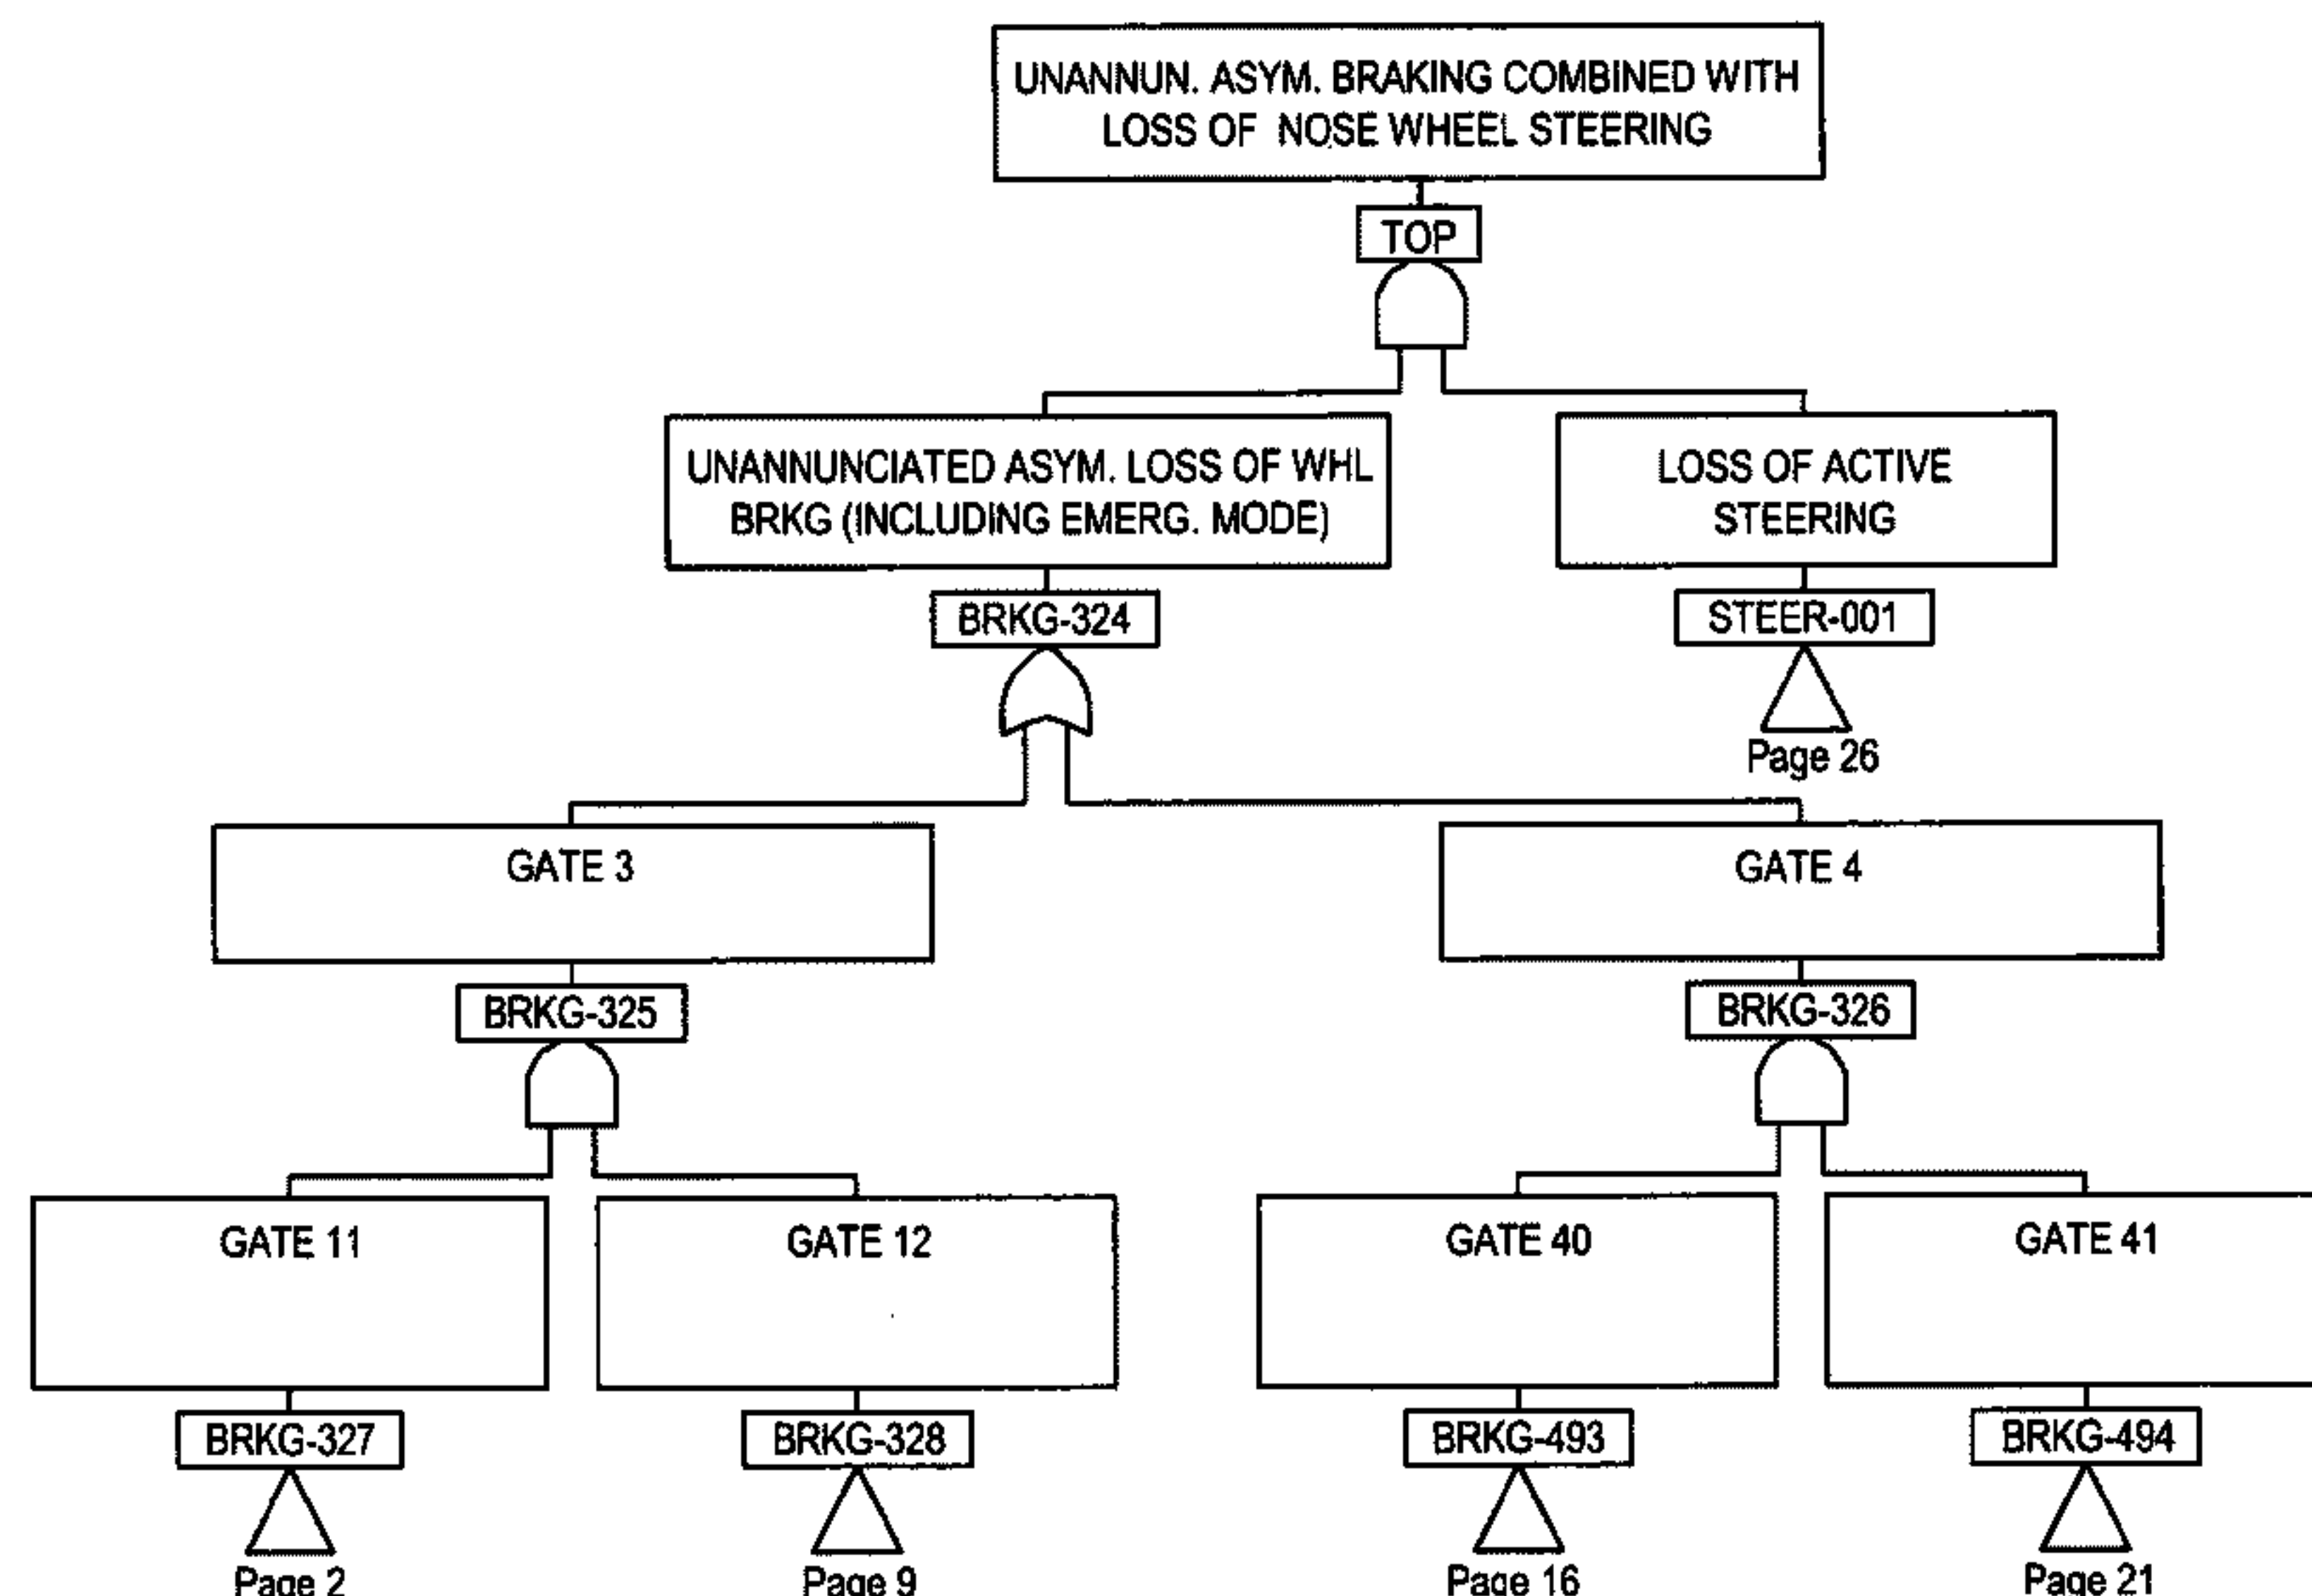 UNANNUN. ASYM. BRAKING COMBINED WITH
LOSS OF NOSE WHEEL STEERING
TOP
UNANNUNCIATED ASYM. LOSS OF WHL
BRKG (INCLUDING EMERG. MODE)
LOSS OF ACTIVE
STEERING
BRKG-324
STEER-001
Page 26
GATE 3
GATE 4
BRKG-325
BRKG-326
GATE 11
GATE 12
GATE 40
GATE 41
BRKG-327
BRKG-328
BRKG-493
BRKG-494
Page 2
Page 9
Page 16
Page 21